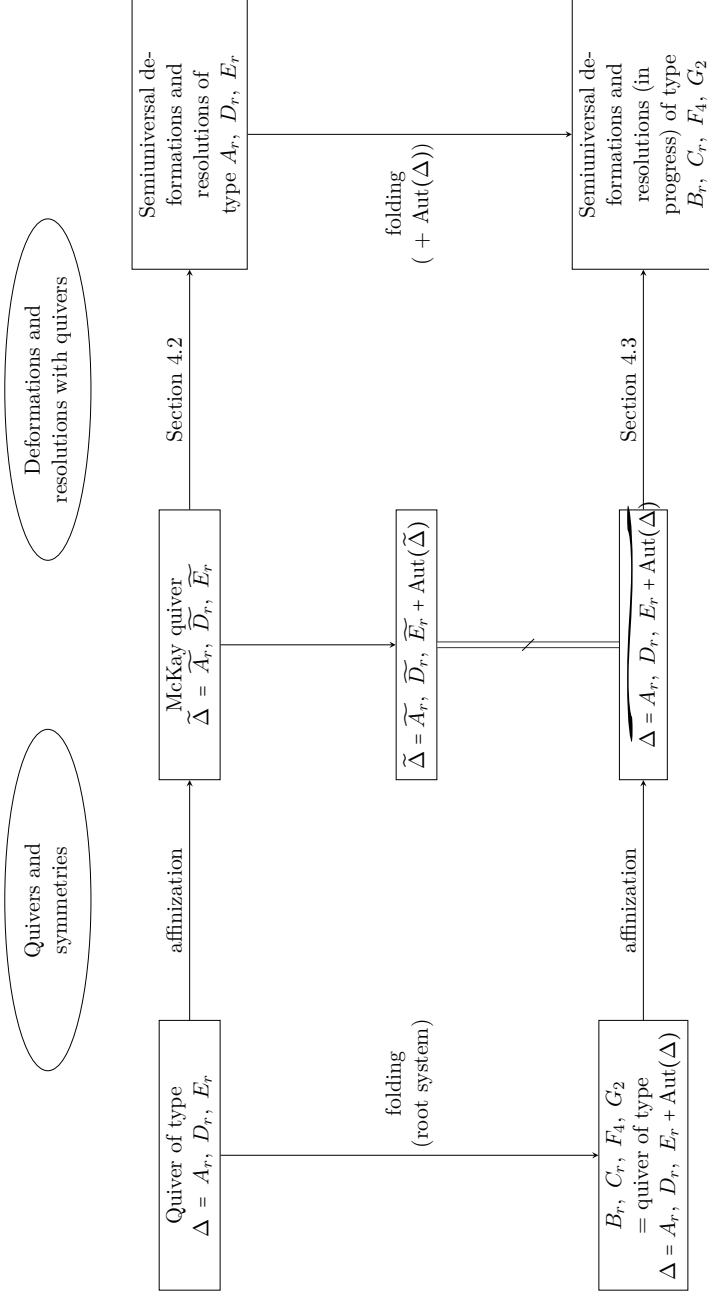 Quivers and
symmetries
Deformations and
resolutions with quivers
Quiver of type
Δ = A_r, D_r, E_r
affinization
McKay quiver
Δ̃ = Ã_r, D̃_r, Ẽ_r
Section 4.2
Semiuniversal de-
formations and
resolutions of
type A_r, D_r, E_r
folding
(root system)
Δ̃ = Ã_r, D̃_r, Ẽ_r + Aut(Δ̃)
folding
( + Aut(Δ))
B_r, C_r, F_4, G_2
= quiver of type
Δ = A_r, D_r, E_r + Aut(Δ)
affinization
Δ = A_r, D_r, E_r + Aut(Δ)
Section 4.3
Semiuniversal de-
formations and
resolutions (in
progress) of type
B_r, C_r, F_4, G_2